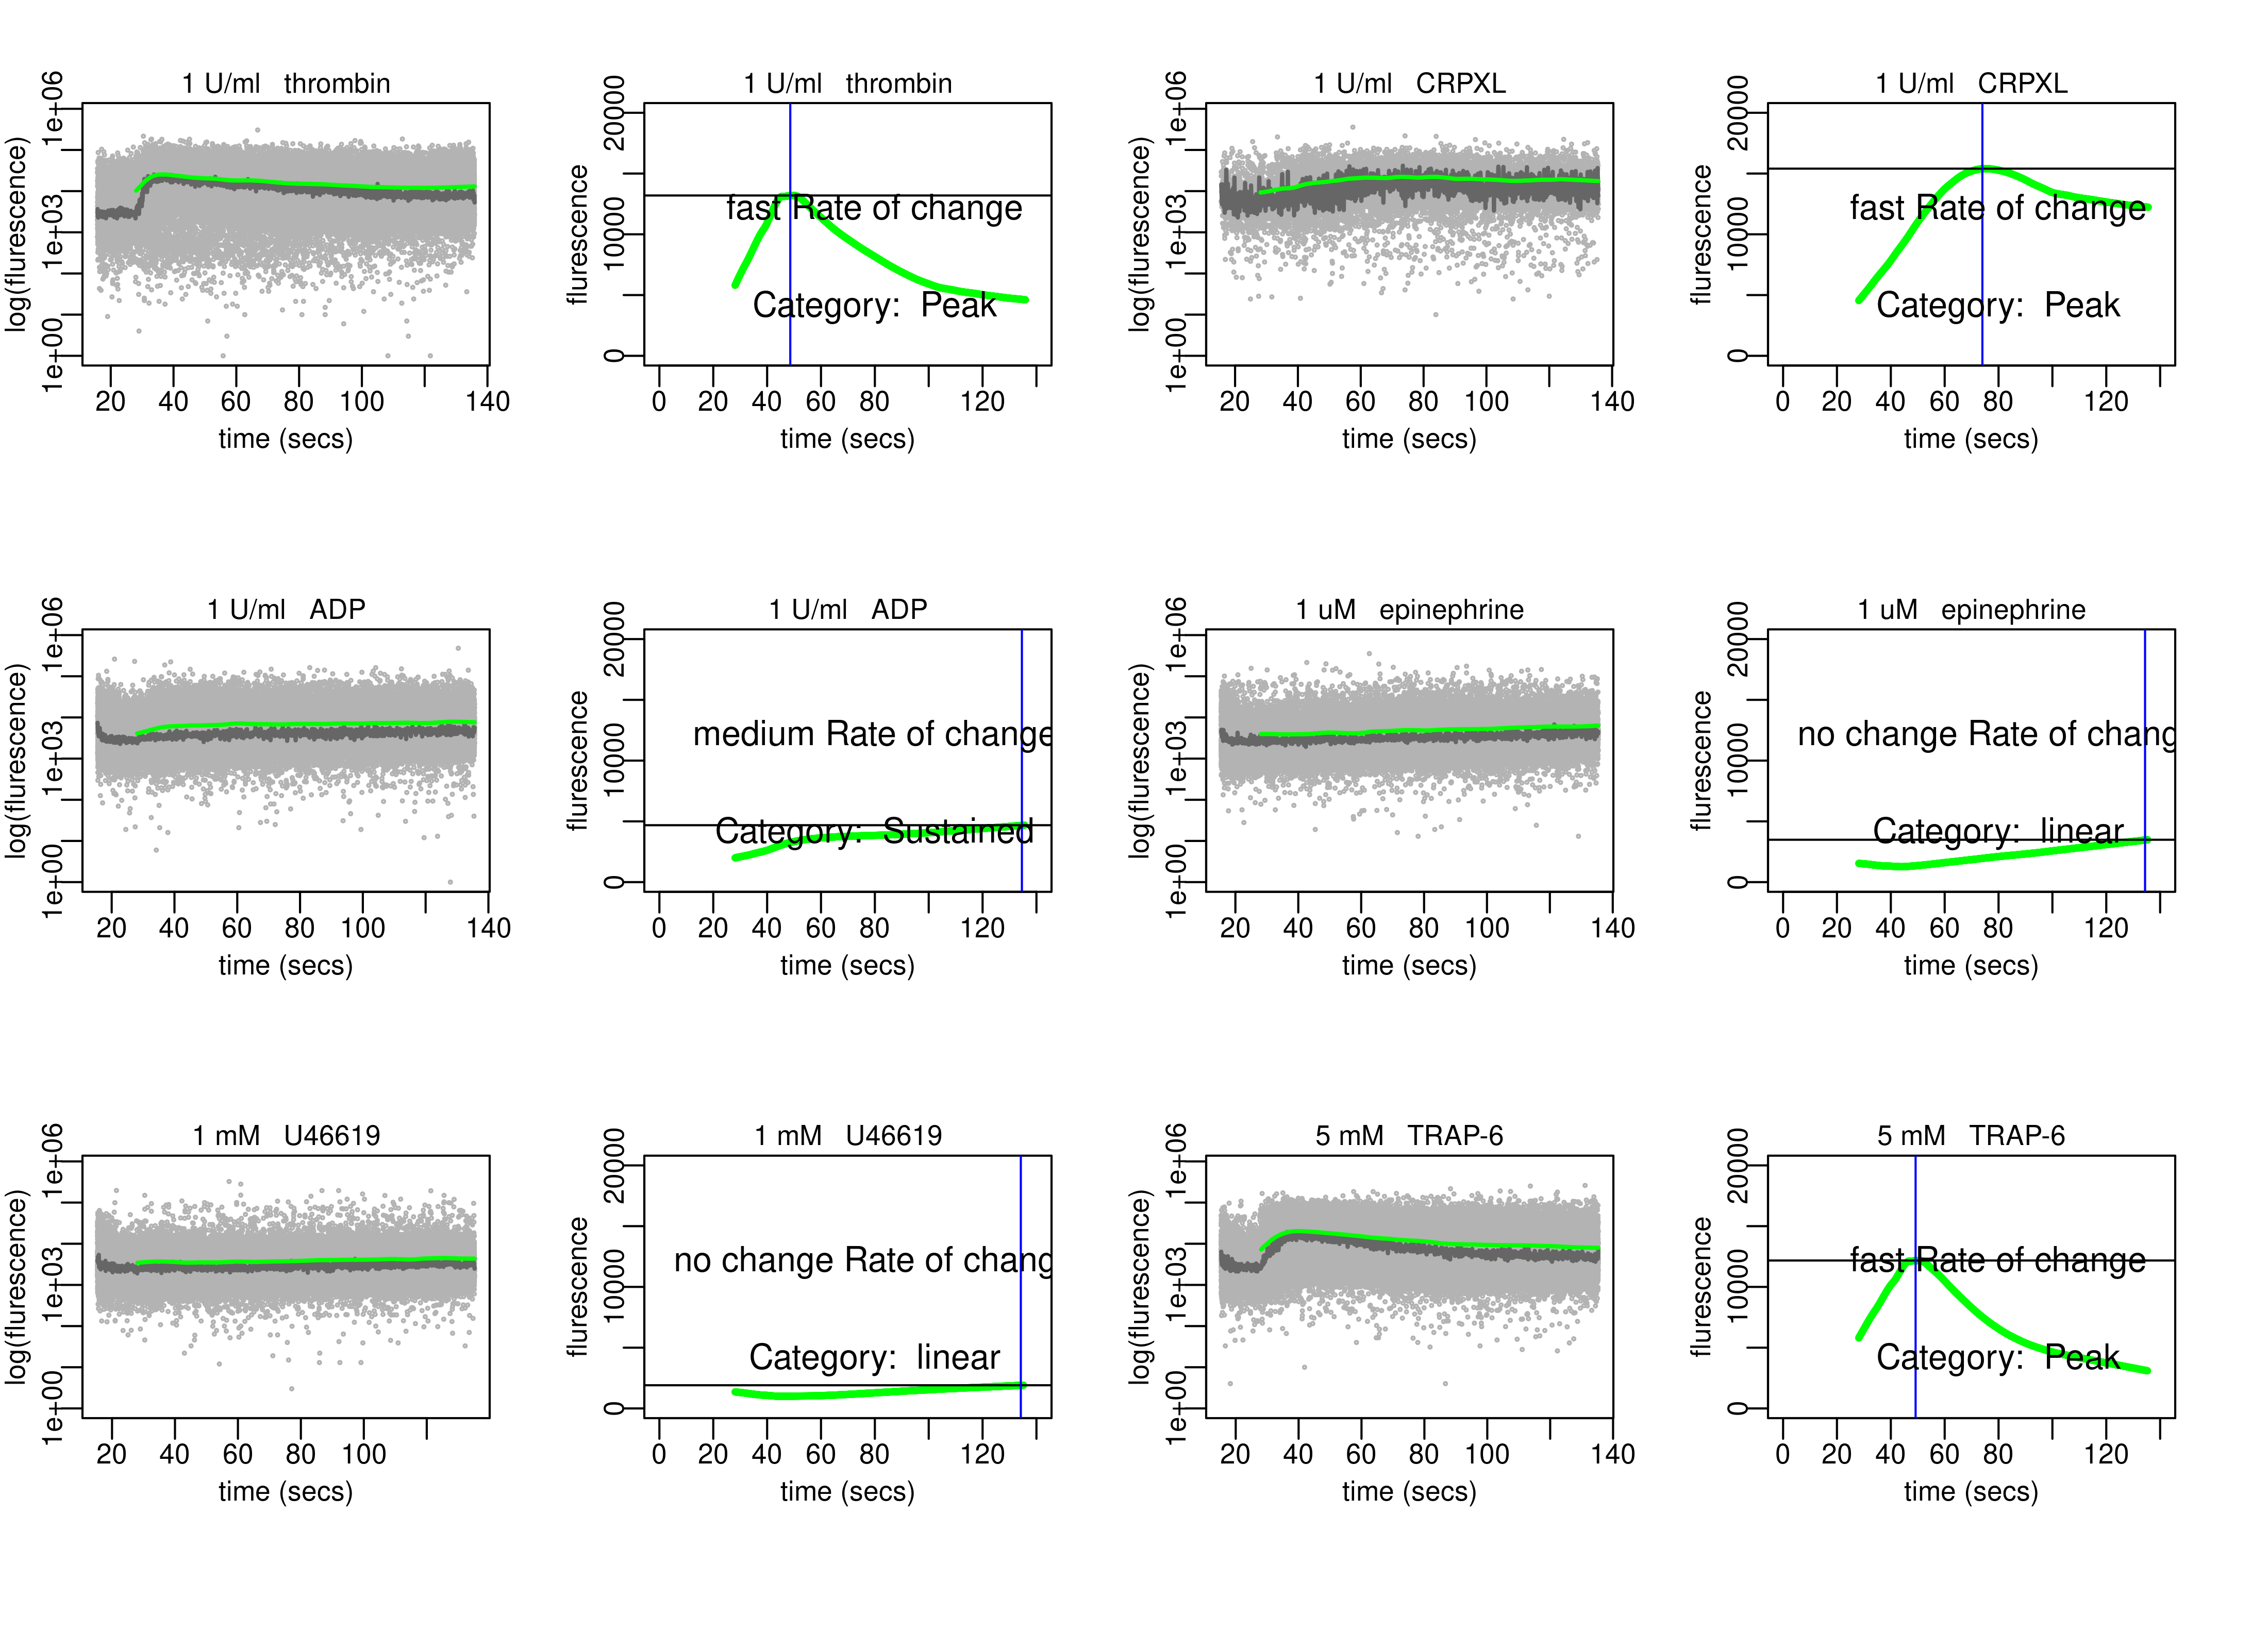 1 U/ml   thrombin
log(flurescence)
1e+06
1e+03
1e+00
20 40 60 80 100 140
time (secs)
1 U/ml   thrombin
flurescence
20000
10000
0
fast Rate of change
Category:  Peak
0 20 40 60 80 120
time (secs)
1 U/ml   CRPXL
log(flurescence)
1e+06
1e+03
1e+00
20 40 60 80 100 140
time (secs)
1 U/ml   CRPXL
flurescence
20000
10000
0
fast Rate of change
Category:  Peak
0 20 40 60 80 120
time (secs)
1 U/ml   ADP
log(flurescence)
1e+06
1e+03
1e+00
20 40 60 80 100 140
time (secs)
1 U/ml   ADP
flurescence
20000
10000
0
medium Rate of change
Category:  Sustained
0 20 40 60 80 120
time (secs)
1 uM   epinephrine
log(flurescence)
1e+06
1e+03
1e+00
20 40 60 80 100 140
time (secs)
1 uM   epinephrine
flurescence
20000
10000
0
no change Rate of chang
Category:  linear
0 20 40 60 80 120
time (secs)
1 mM   U46619
log(flurescence)
1e+06
1e+03
1e+00
20 40 60 80 100
time (secs)
1 mM   U46619
flurescence
20000
10000
0
no change Rate of chang
Category:  linear
0 20 40 60 80 120
time (secs)
5 mM   TRAP-6
log(flurescence)
1e+06
1e+03
1e+00
20 40 60 80 100 140
time (secs)
5 mM   TRAP-6
flurescence
20000
10000
0
fast Rate of change
Category:  Peak
0 20 40 60 80 120
time (secs)